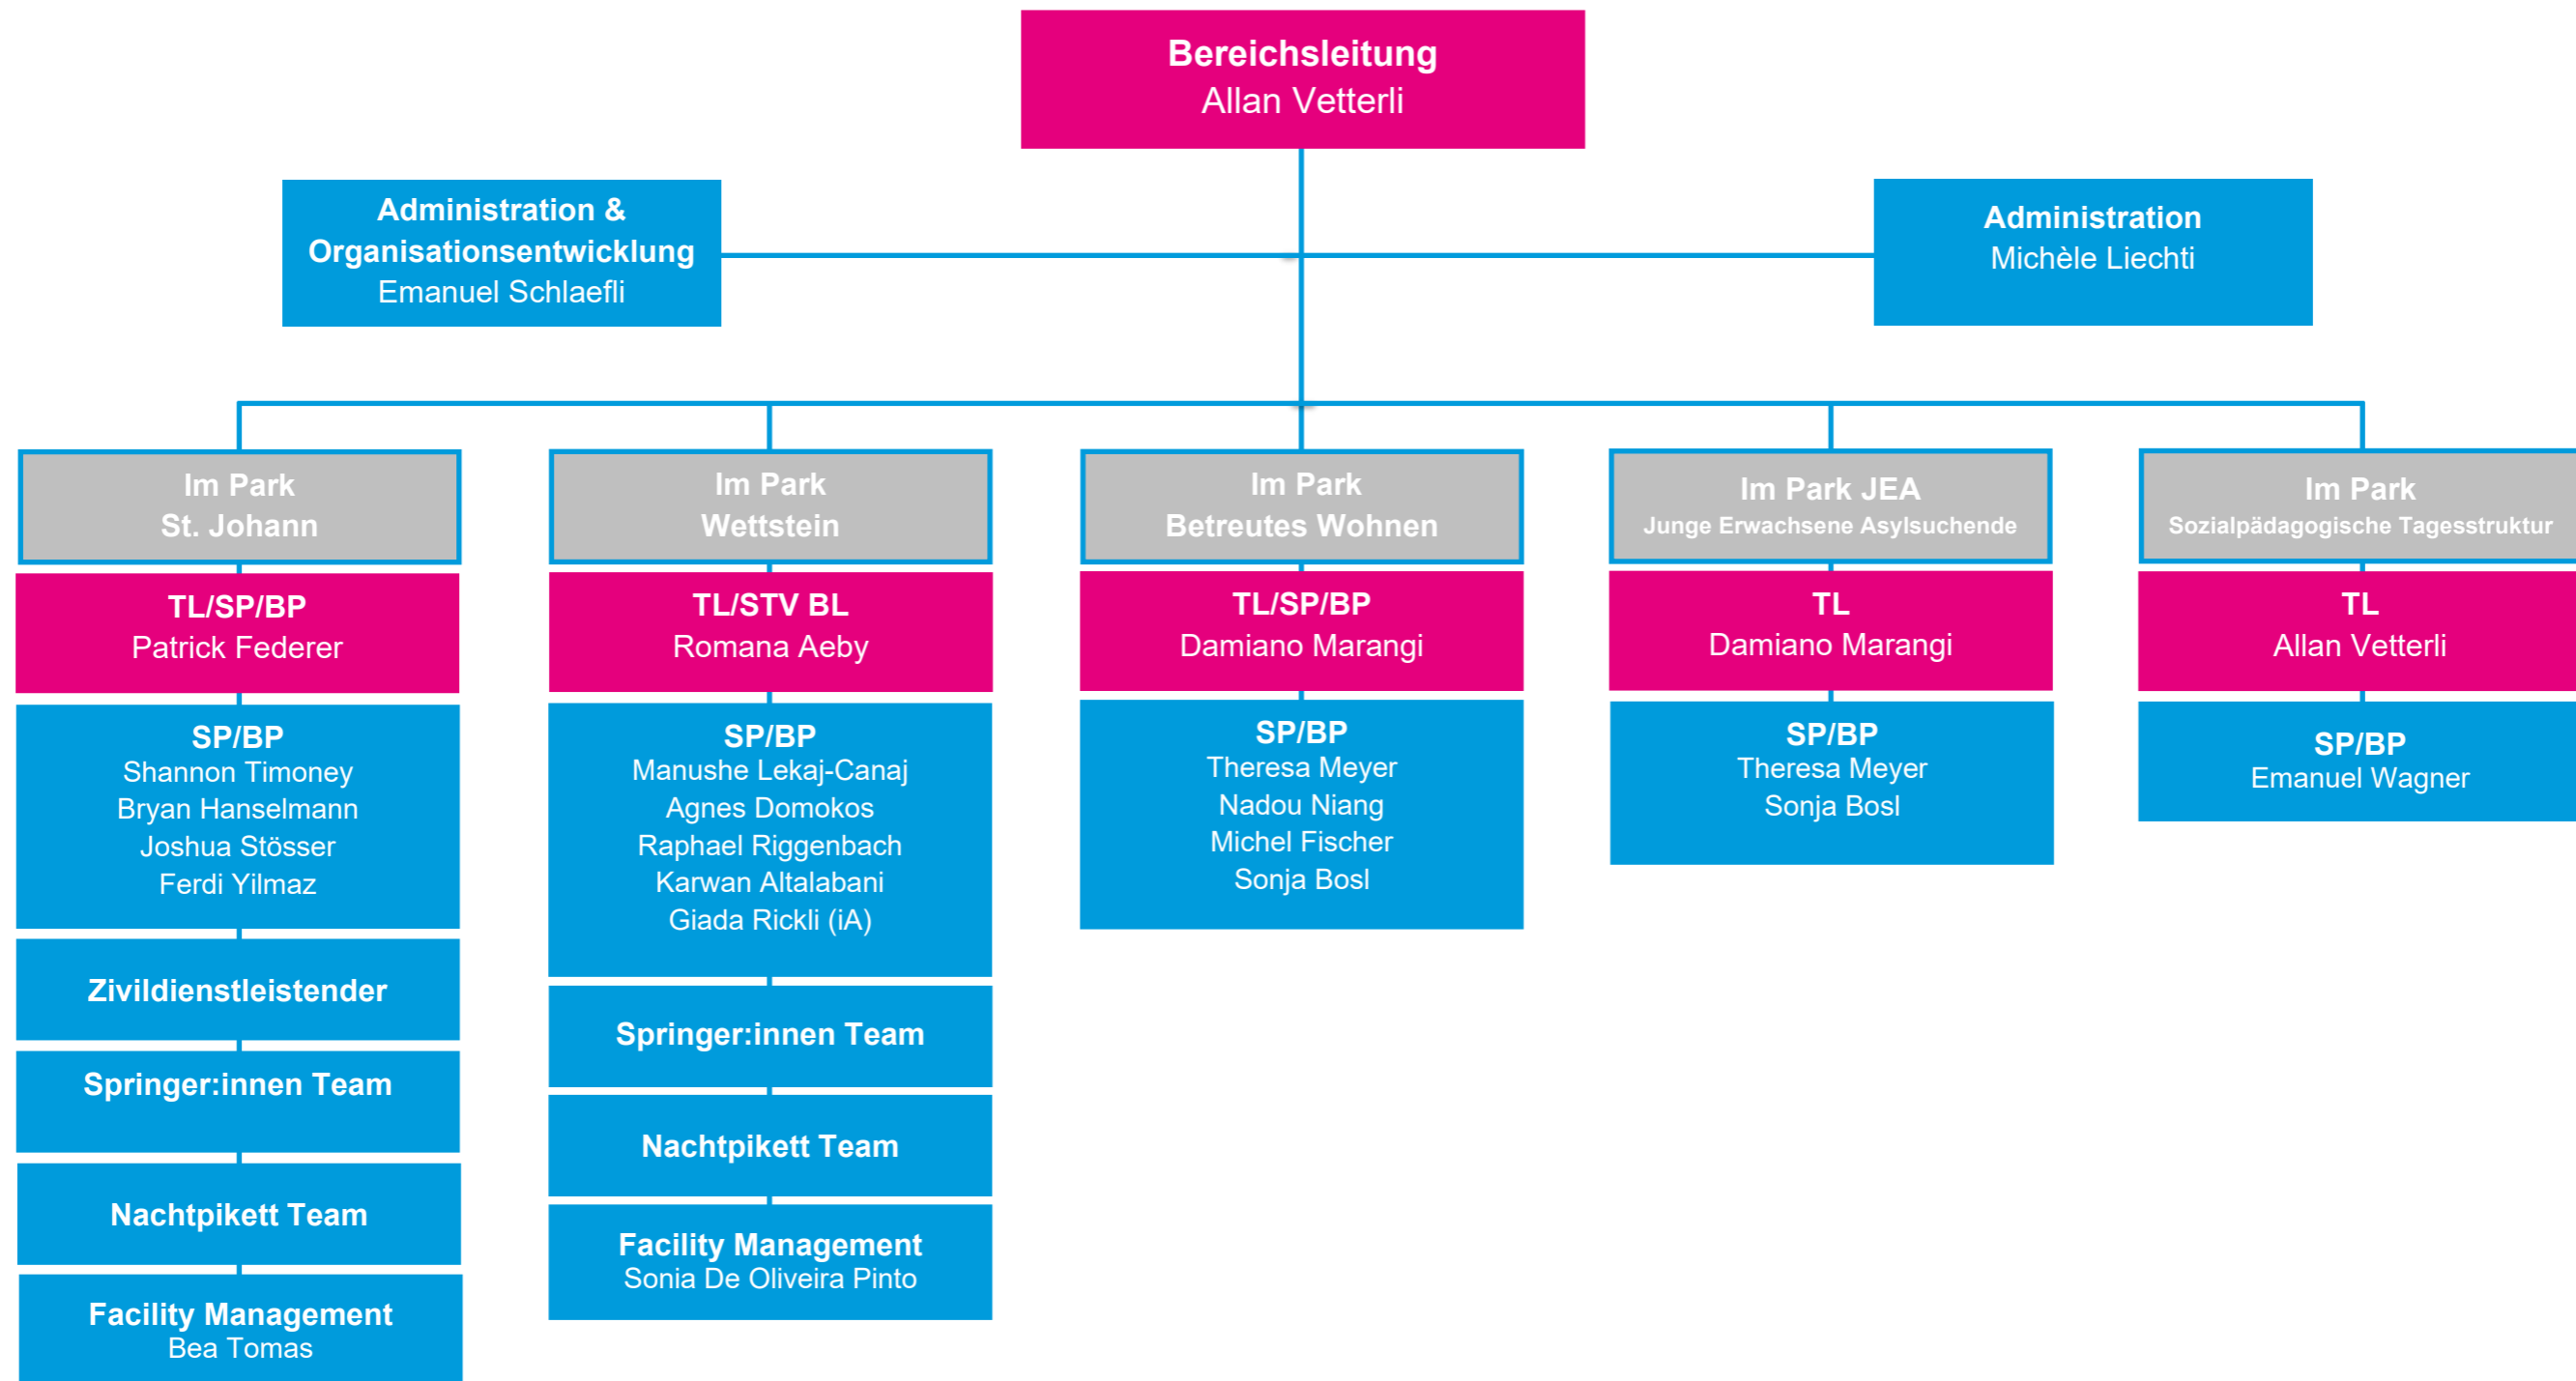 Bereichsleitung
Allan Vetterli
Administration &
Organisationsentwicklung
Emanuel Schlaefli
Administration
Michèle Liechti
Im Park
St. Johann
TL/SP/BP
Patrick Federer
SP/BP
Shannon Timoney
Bryan Hanselmann
Joshua Stösser
Ferdi Yilmaz
Zivildienstleistender
Springer:innen Team
Nachtpikett Team
Facility Management
Bea Tomas
Im Park
Wettstein
TL/STV BL
Romana Aeby
SP/BP
Manushe Lekaj-Canaj
Agnes Domokos
Raphael Riggenbach
Karwan Altalabani
Giada Rickli (iA)
Springer:innen Team
Nachtpikett Team
Facility Management
Sonia De Oliveira Pinto
Im Park
Betreutes Wohnen
TL/SP/BP
Damiano Marangi
SP/BP
Theresa Meyer
Nadou Niang
Michel Fischer
Sonja Bosl
Im Park JEA
Junge Erwachsene Asylsuchende
TL
Damiano Marangi
SP/BP
Theresa Meyer
Sonja Bosl
Im Park
Sozialpädagogische Tagesstruktur
TL
Allan Vetterli
SP/BP
Emanuel Wagner